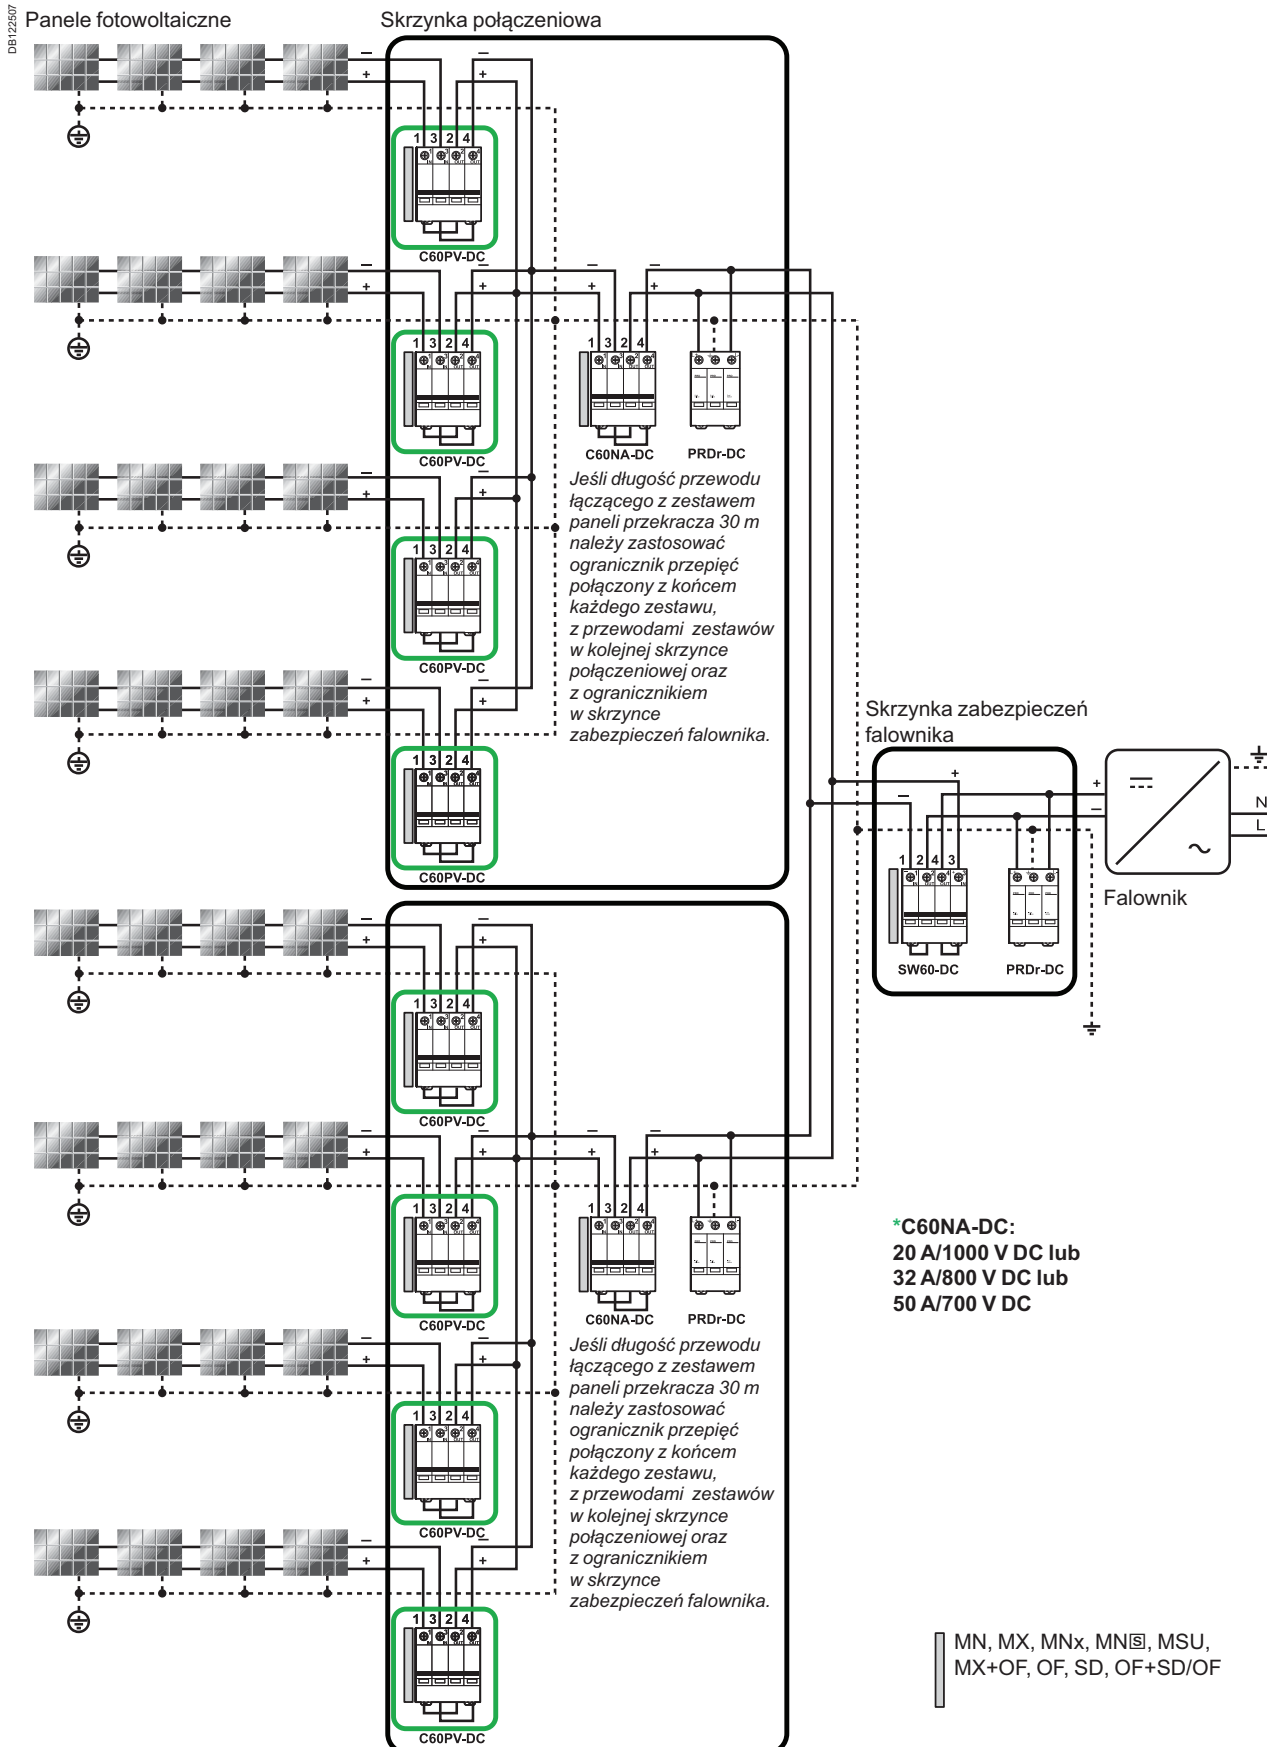 DB122507
Panele fotowoltaiczne
Skrzynka połączeniowa
– – 
+ +
1 3 2 4
C60PV-DC
– – – –
+ + + +
1 3 2 4
1 3 2 4
C60PV-DC
C60NA-DC
PRDr-DC
Jeśli długość przewodu
łączącego z zestawem
paneli przekracza 30 m
należy zastosować
ogranicznik przepięć
połączony z końcem
każdego zestawu,
z przewodami zestawów
w kolejnej skrzynce
połączeniowej oraz
z ogranicznikiem
w skrzynce
zabezpieczeń falownika.
– –
+ +
1 3 2 4
C60PV-DC
– –
+ +
1 3 2 4
C60PV-DC
Skrzynka zabezpieczeń
falownika
– +
+
–
1 2 4 3
SW60-DC
PRDr-DC
N
L
Falownik
– –
+ +
1 3 2 4
C60PV-DC
– – – –
+ + + +
1 3 2 4
1 3 2 4
C60PV-DC
C60NA-DC
PRDr-DC
Jeśli długość przewodu
łączącego z zestawem
paneli przekracza 30 m
należy zastosować
ogranicznik przepięć
połączony z końcem
każdego zestawu,
z przewodami zestawów
w kolejnej skrzynce
połączeniowej oraz
z ogranicznikiem
w skrzynce
zabezpieczeń falownika.
– –
+ +
1 3 2 4
C60PV-DC
– –
+ +
1 3 2 4
C60PV-DC
*C60NA-DC:
20 A/1000 V DC lub
32 A/800 V DC lub
50 A/700 V DC
MN, MX, MNx, MN🅂, MSU,
MX+OF, OF, SD, OF+SD/OF